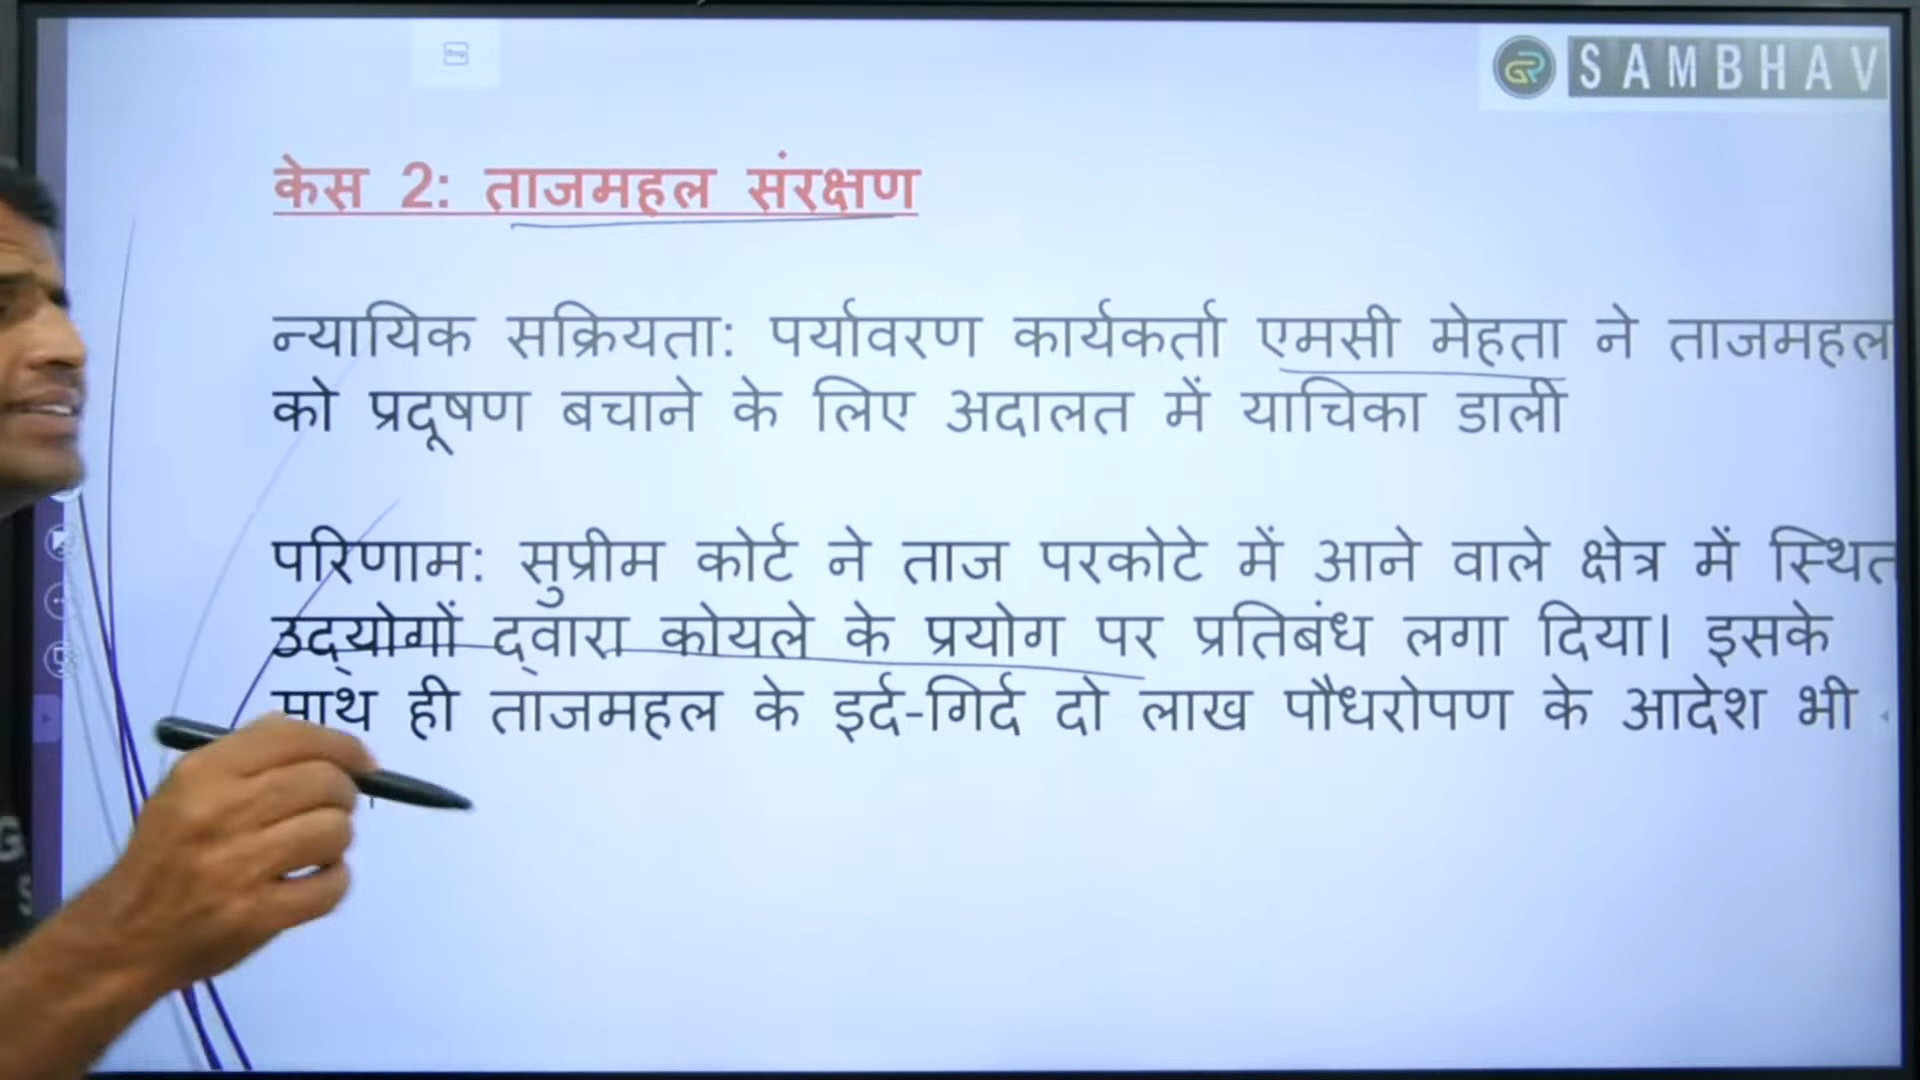 SAMBHAV
केस 2: ताजमहल संरक्षण
न्यायिक सक्रियता: पर्यावरण कार्यकर्ता एमसी मेहता ने ताजमहल
को प्रदूषण बचाने के लिए अदालत में याचिका डाली
परिणाम: सुप्रीम कोर्ट ने ताज परकोटे में आने वाले क्षेत्र में स्थित
उद्योगों द्वारा कोयले के प्रयोग पर प्रतिबंध लगा दिया। इसके
साथ ही ताजमहल के इर्द-गिर्द दो लाख पौधरोपण के आदेश भी